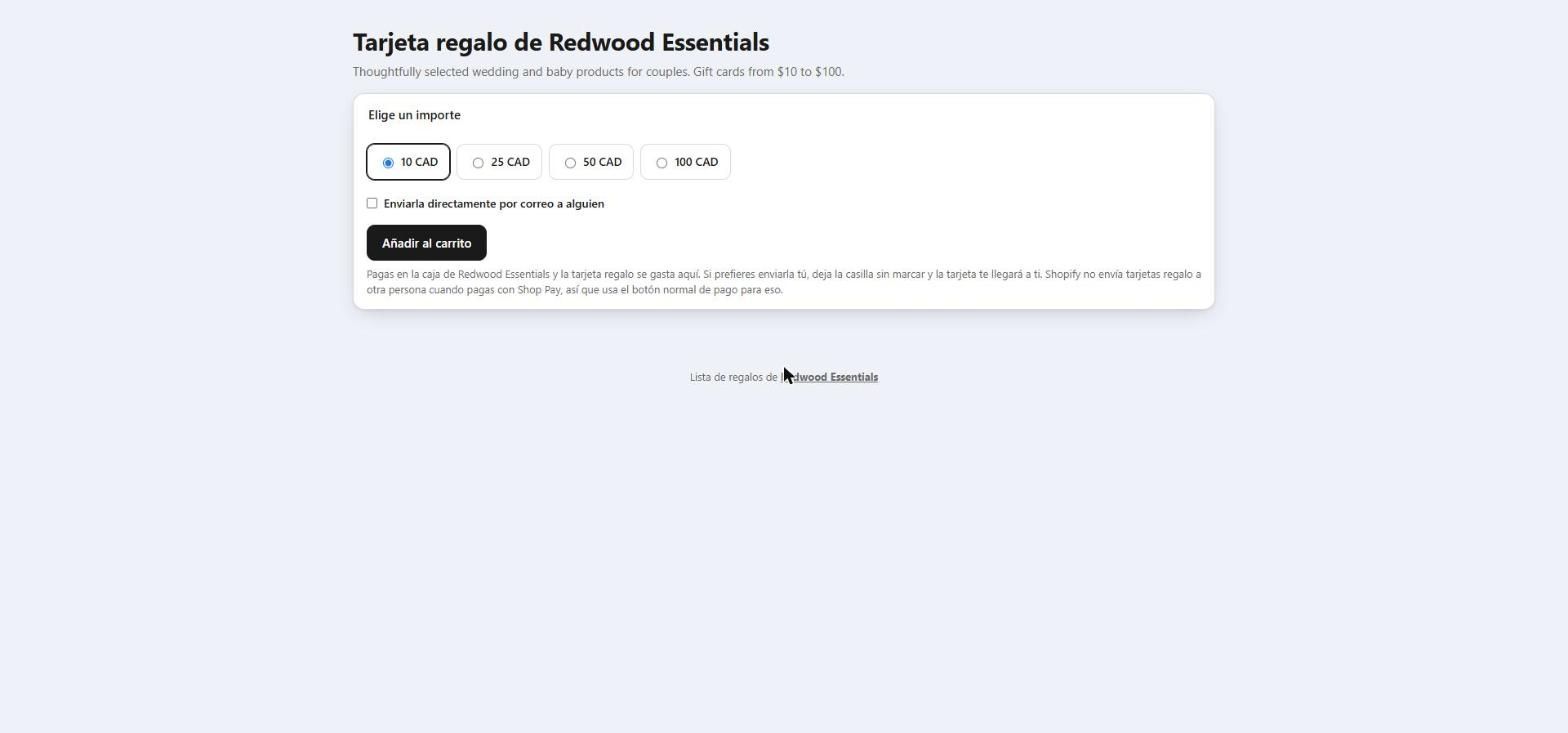 Tarjeta regalo de Redwood Essentials
Thoughtfully selected wedding and baby products for couples. Gift cards from $10 to $100.
Elige un importe
10 CAD
25 CAD
50 CAD
100 CAD
Enviarla directamente por correo a alguien
Añadir al carrito
Pagas en la caja de Redwood Essentials y la tarjeta regalo se gasta aquí. Si prefieres enviarla tú, deja la casilla sin marcar y la tarjeta te llegará a ti. Shopify no envía tarjetas regalo a
otra persona cuando pagas con Shop Pay, así que usa el botón normal de pago para eso.
Lista de regalos de Redwood Essentials